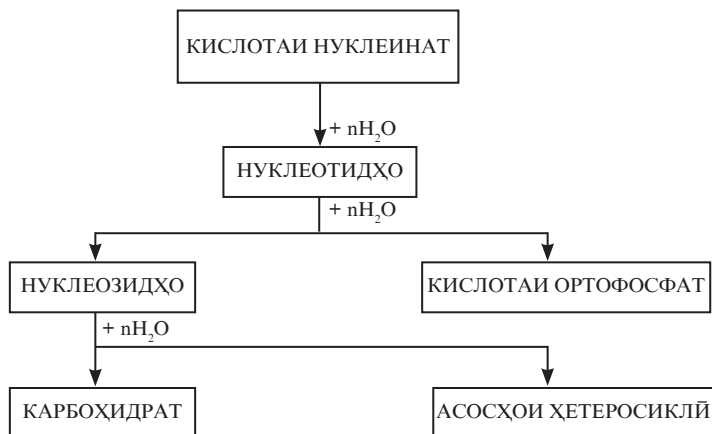 КИСЛОТАИ НУКЛЕИНАТ
+ nH₂O
НУКЛЕОТИДҲО
+ nH₂O
НУКЛЕОЗИДҲО
КИСЛОТАИ ОРТОФОСФАТ
+ nH₂O
КАРБОҲИДРАТ
АСОСҲОИ ҲЕТЕРОСИКЛӢ